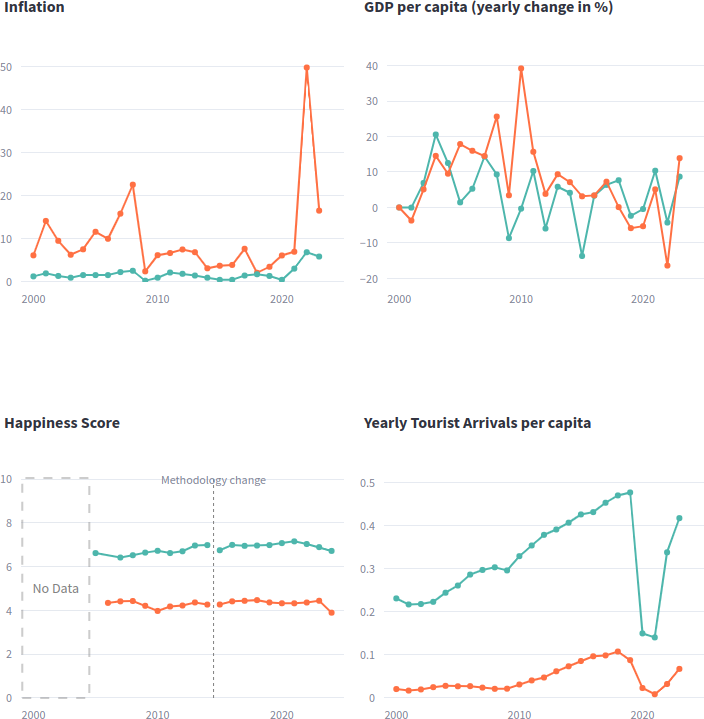 Inflation
50
40
30
20
10
0
2000 2010 2020
GDP per capita (yearly change in %)
40
30
20
10
0
−10
−20
2000 2010 2020
Happiness Score
10
8
6
4
2
0
Methodology change
No Data
2000 2010 2020
Yearly Tourist Arrivals per capita
0.5
0.4
0.3
0.2
0.1
0
2000 2010 2020